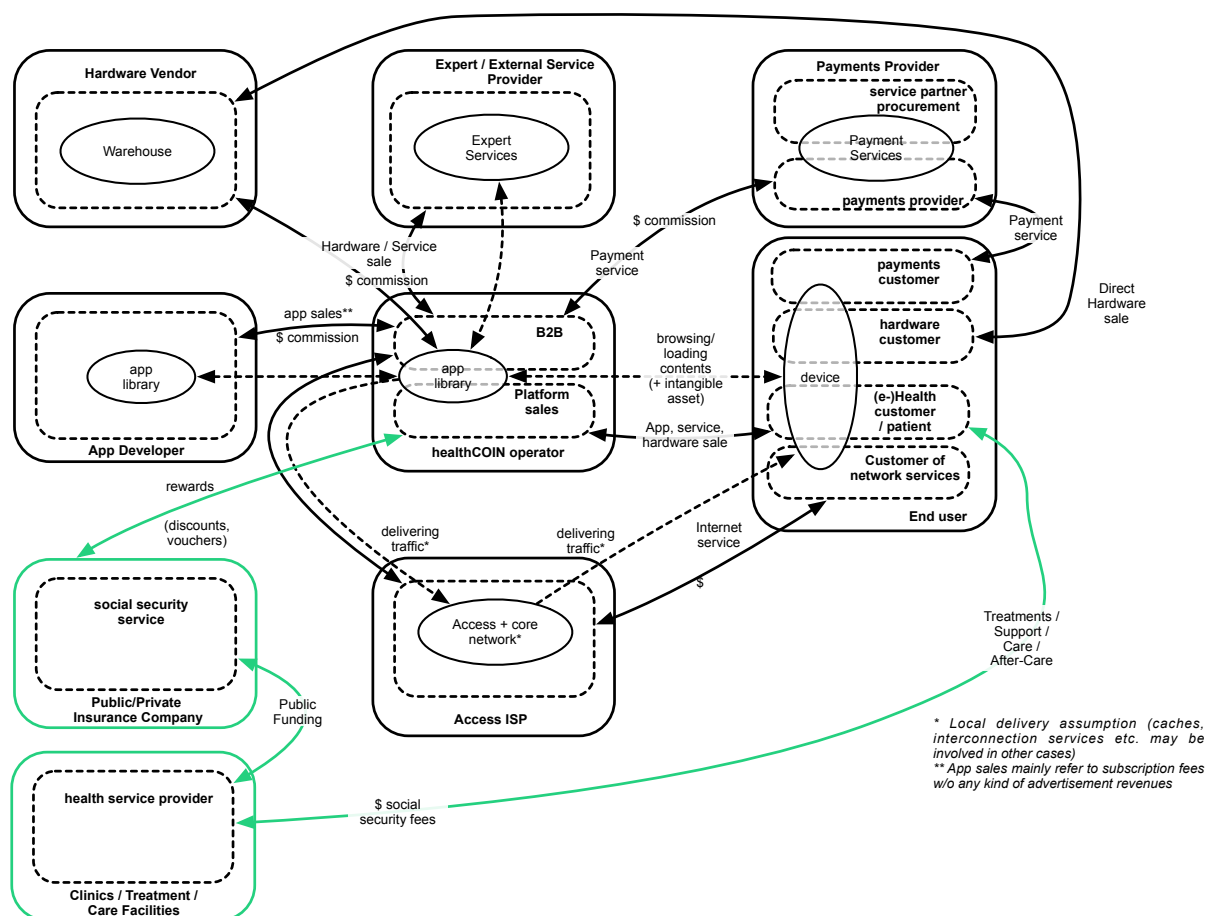 Hardware Vendor
Warehouse
Expert / External Service
Provider
Expert
Services
Payments Provider
service partner
procurement
Payment
Services
payments provider
$ commission
Hardware / Service
sale
$ commission
Payment
service
Payment
service
payments
customer
hardware
customer
device
(e-)Health
customer
/ patient
Customer of
network services
End user
Direct
Hardware
sale
app sales**
$ commission
app
library
App Developer
B2B
app
library
Platform
sales
healthCOIN operator
browsing/
loading
contents
(+ intangible
asset)
App, service,
hardware sale
rewards
(discounts,
vouchers)
delivering
traffic*
delivering
traffic*
Internet
service
$
social security
service
Public/Private
Insurance Company
Access + core
network*
Access ISP
Public
Funding
Treatments /
Support /
Care /
After-Care
health service provider
$ social
security fees
Clinics / Treatment /
Care Facilities
* Local delivery assumption (caches,
interconnection services etc. may be
involved in other cases)
** App sales mainly refer to subscription fees
w/o any kind of advertisement revenues